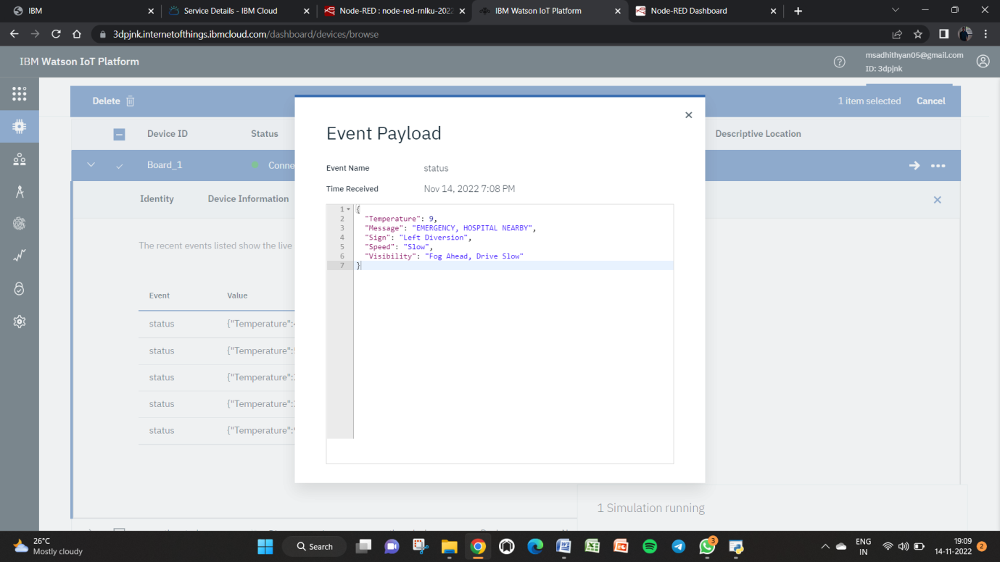 IBM
Service Details - IBM Cloud
Node-RED : node-red-rnlku-2022
IBM Watson IoT Platform
Node-RED Dashboard
3dpjnk.internetofthings.ibmcloud.com/dashboard/devices/browse
IBM Watson IoT Platform
msadhithyan05@gmail.com
ID: 3dpjnk
Delete
1 item selected
Cancel
Device ID
Status
Descriptive Location
Board_1
Conne
Identity
Device Information
The recent events listed show the live
Event
Value
status
{"Temperature":4
status
{"Temperature":
status
{"Temperature":
status
{"Temperature":
status
{"Temperature":9
Event Payload
Event Name
status
Time Received
Nov 14, 2022 7:08 PM
1 {
2 "Temperature": 9,
3 "Message": "EMERGENCY, HOSPITAL NEARBY",
4 "Sign": "Left Diversion",
5 "Speed": "Slow",
6 "Visibility": "Fog Ahead, Drive Slow"
7 }
1 Simulation running
26°C
Mostly cloudy
Search
3
ENG
IN
19:09
14-11-2022
2